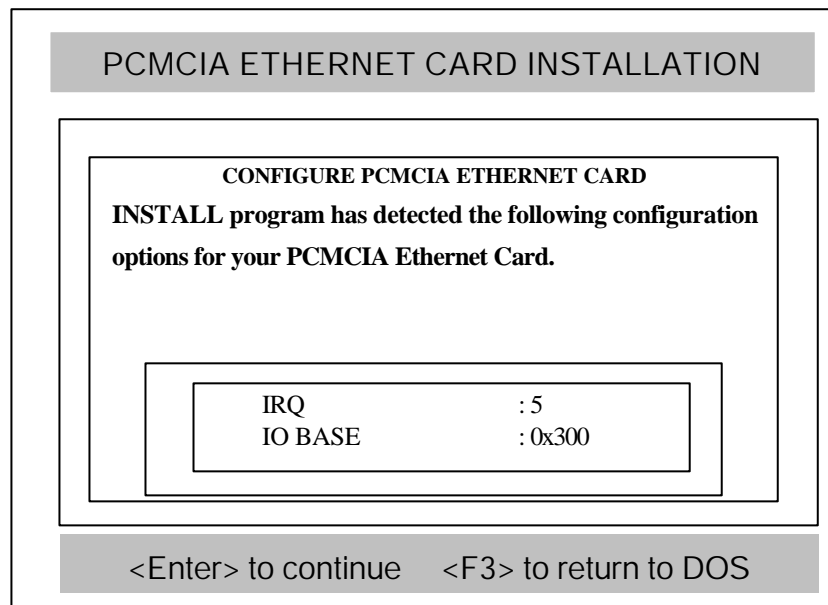 PCMCIA ETHERNET CARD INSTALLATION
CONFIGURE PCMCIA ETHERNET CARD
INSTALL program has detected the following configuration
options for your PCMCIA Ethernet Card.
IRQ : 5
IO BASE : 0x300
<Enter> to continue <F3> to return to DOS